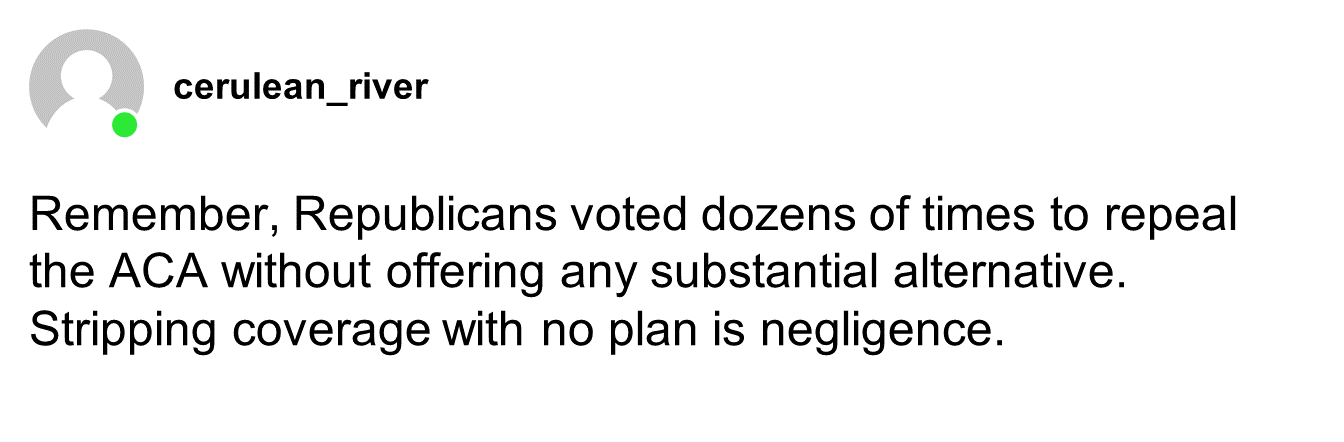 cerulean_river
Remember, Republicans voted dozens of times to repeal
the ACA without offering any substantial alternative.
Stripping coverage with no plan is negligence.